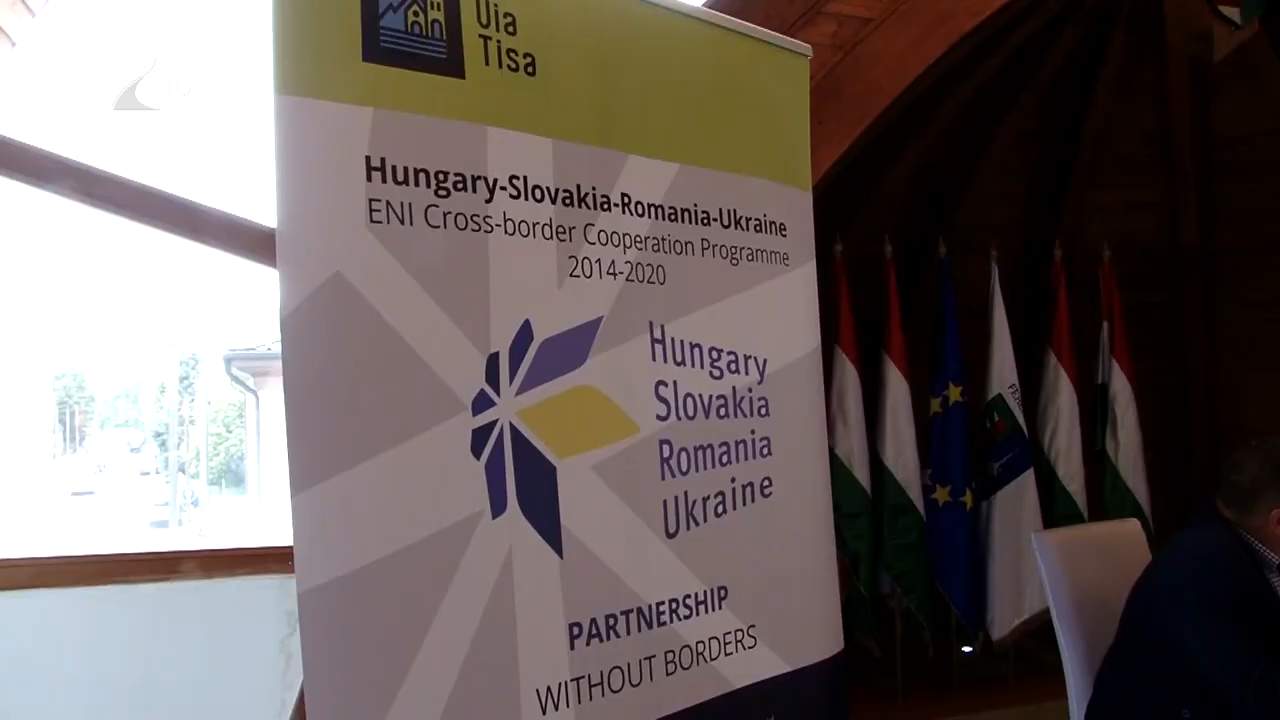 Via
Tisa
Hungary-Slovakia-Romania-Ukraine
ENI Cross-border Cooperation Programme
2014-2020
Hungary
Slovakia
Romania
Ukraine
PARTNERSHIP
WITHOUT BORDERS